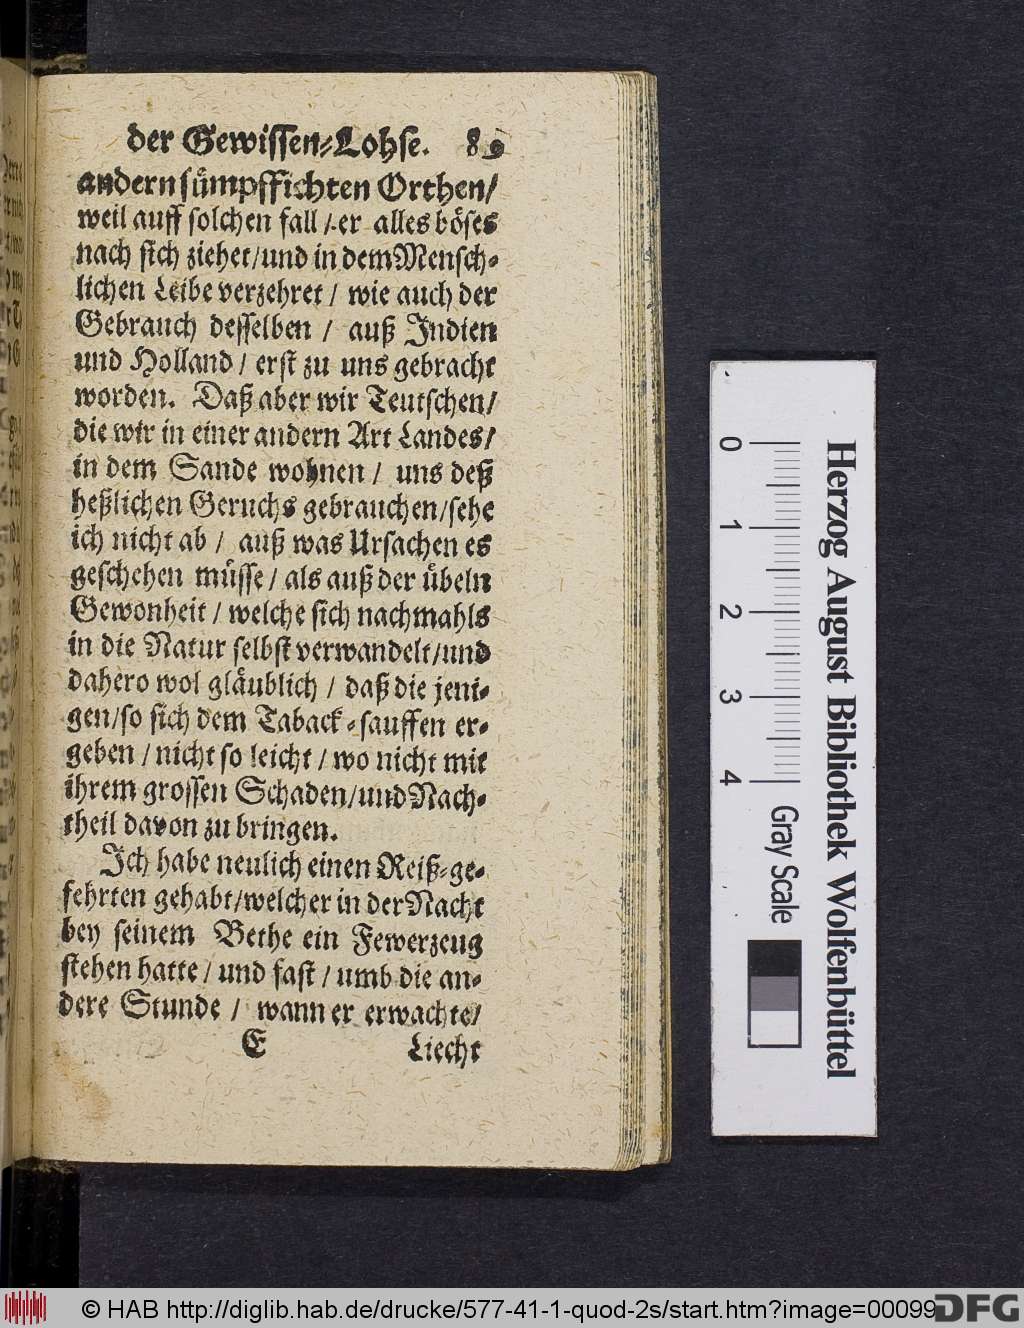 der Gewissen-Lohse. 89
andern sümpffichten Orthen/
weil auff solchen fall / er alles böses
nach sich ziehet/und in dem Mensch-
lichen Leibe verzehret / wie auch der
Gebrauch desselben / auß Indien
und Holland / erst zu uns gebracht
worden. Daß aber wir Teutschen/
die wir in einer andern Art Landes/
in dem Sande wohnen / uns deß
heßlichen Geruchs gebrauchen/sehe
ich nicht ab / auß was Ursachen es
geschehen müsse / als auß der übeln
Gewonheit / welche sich nachmahls
in die Natur selbst verwandelt/und
dahero wol gläublich / daß die jeni-
gen/so sich dem Taback-sauffen er-
geben / nicht so leicht / wo nicht mit
ihrem grossen Schaden/und Nach-
theil davon zu bringen.
Ich habe neulich einen Reiß-ge-
fehrten gehabt/welcher in der Nacht
bey seinem Bethe ein Fewerzeug
stehen hatte / und fast / umb die an-
dere Stunde / wann er erwachte/
E Liecht
0 1 2 3 4 Gray Scale
Herzog August Bibliothek Wolfenbüttel
© HAB http://diglib.hab.de/drucke/577-41-1-quod-2s/start.htm?image=00099
DFG